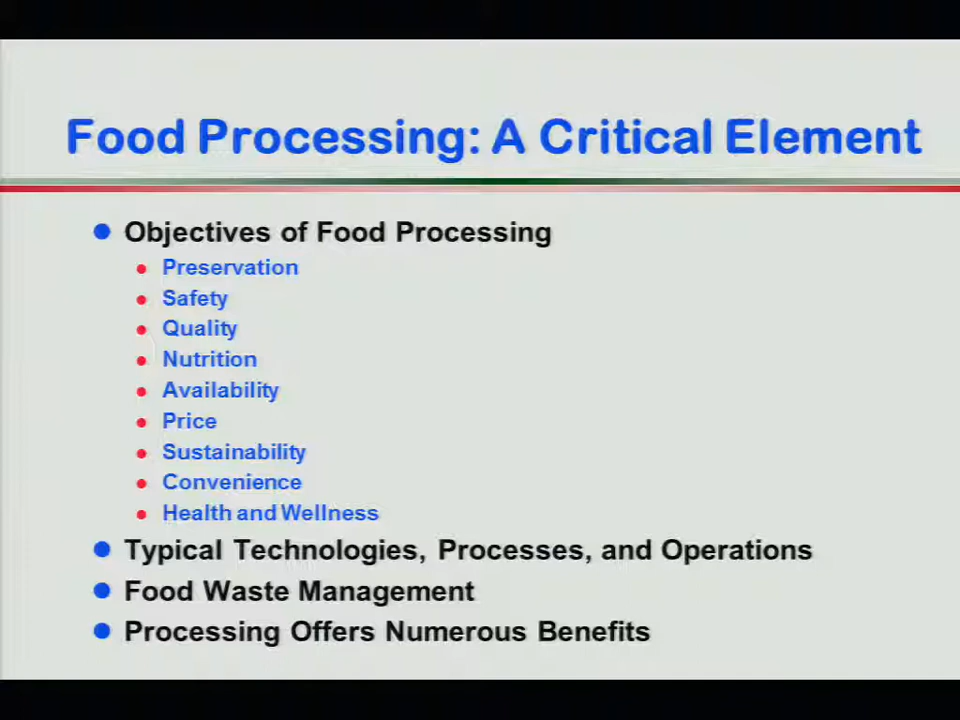 Food Processing: A Critical Element
Objectives of Food Processing
Preservation
Safety
Quality
Nutrition
Availability
Price
Sustainability
Convenience
Health and Wellness
Typical Technologies, Processes, and Operations
Food Waste Management
Processing Offers Numerous Benefits